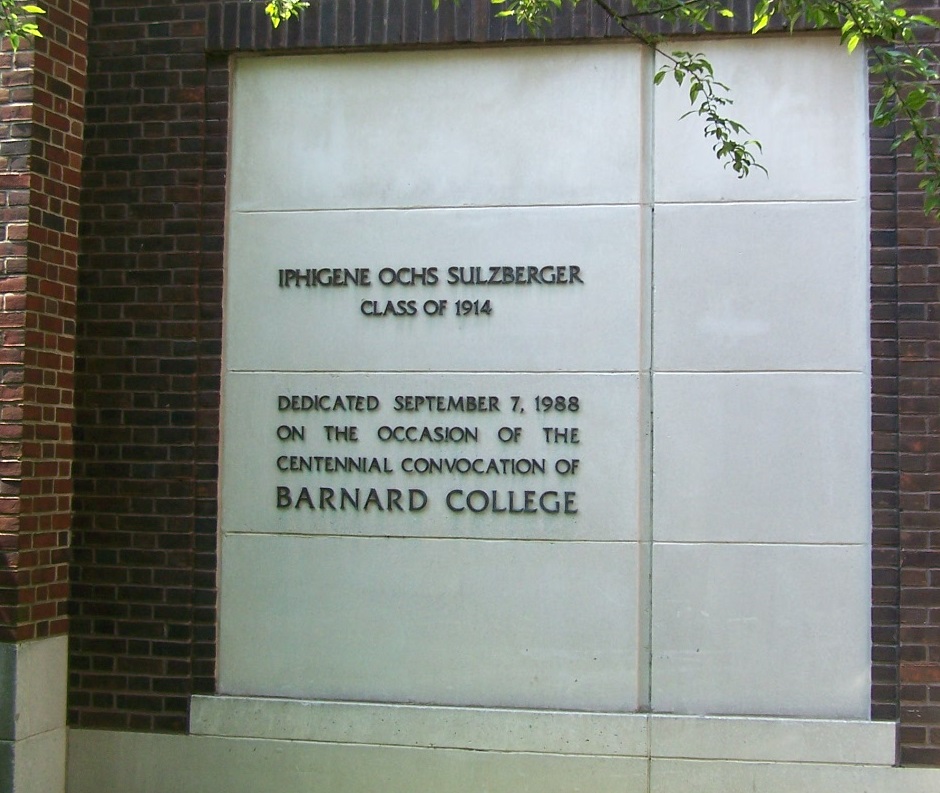 IPHIGENE OCHS SULZBERGER
CLASS OF 1914
DEDICATED SEPTEMBER 7, 1988
ON THE OCCASION OF THE
CENTENNIAL CONVOCATION OF
BARNARD COLLEGE